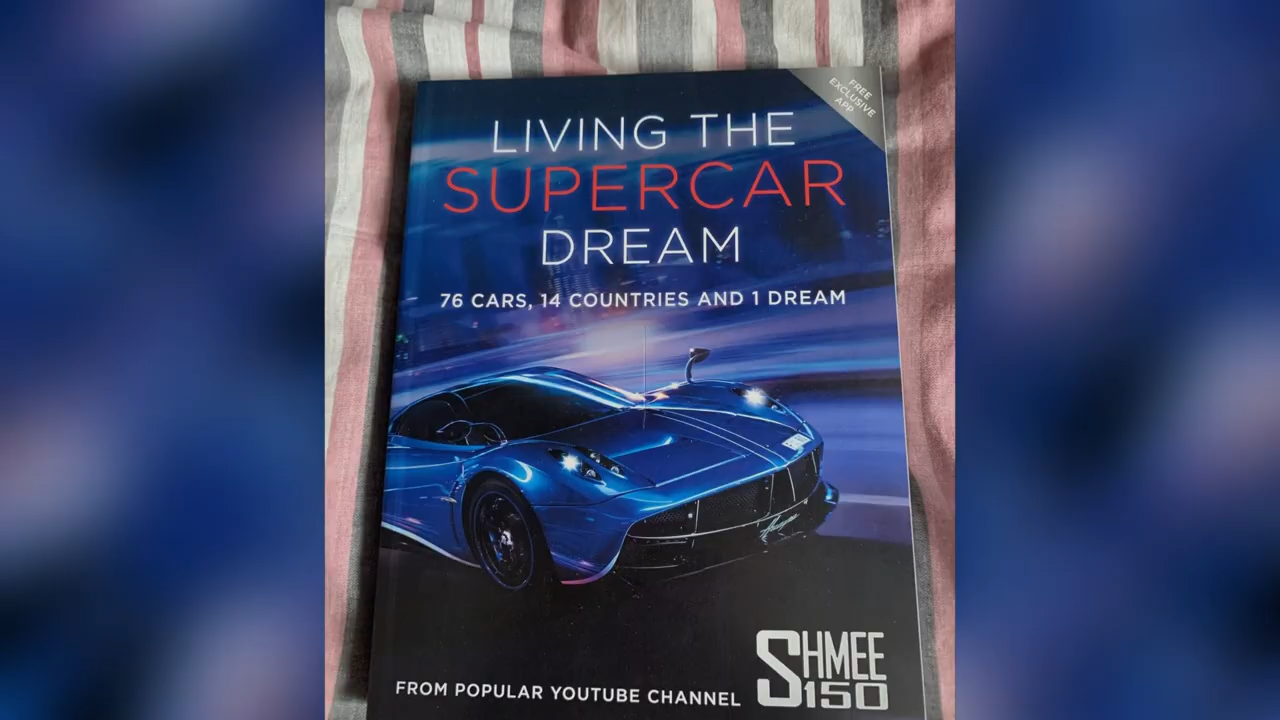 FREE
EXCLUSIVE
APP
LIVING THE
SUPERCAR
DREAM
76 CARS, 14 COUNTRIES AND 1 DREAM
FROM POPULAR YOUTUBE CHANNEL
SHMEE
150